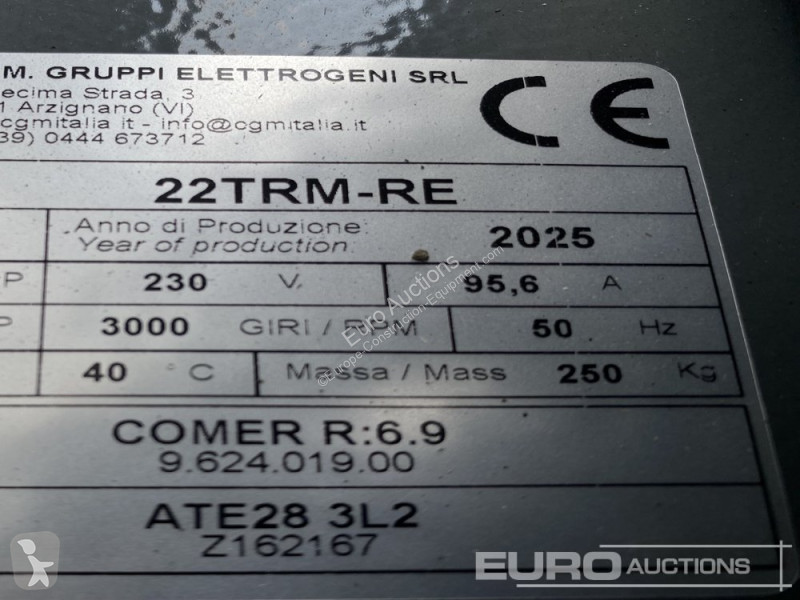 M. GRUPPI ELETTROGENI SRL
ecima Strada, 3
1 Arzignano (VI)
cgmitalia.it - info@cgmitalia.it
39) 0444 673712
CE
22TRM-RE
Anno di Produzione:
Year of production:
2025
P 230 V. 95,6 A
P 3000 GIRI / RPM 50 Hz
40 °C Massa / Mass 250 Kg
COMER R:6.9
9.624.019.00
ATE28 3L2
Z162167
Euro Auctions
©Europe-Construction-Equipment.com
EURO AUCTIONS